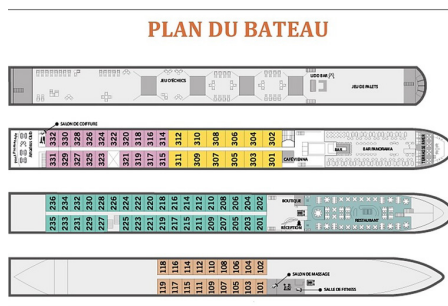 PLAN DU BATEAU
JEU D'ÉCHECS
LIDO BAR
JEU DE PALETS
SALON DE COIFFURE
332 330 328 326 324 322 320 318 316 314 312 310 308 306 304 302
331 329 327 325 323 321 319 317 315 311 309 307 305 303 301
CAFÉ VIENNA
BAR
BAR PANORAMA
236 234 232 230 228 226 224 222 220 218 216 214 212 210 208 206 204 202
235 233 231 229 227 225 223 221 219 217 215 211 209 207 205 203 201
BOUTIQUE
RÉCEPTION
RESTAURANT
118 116 114 112 110 108 106 104 102
119 117 115 111 109 107 105 103 101
SALON DE MASSAGE
SALLE DE FITNESS